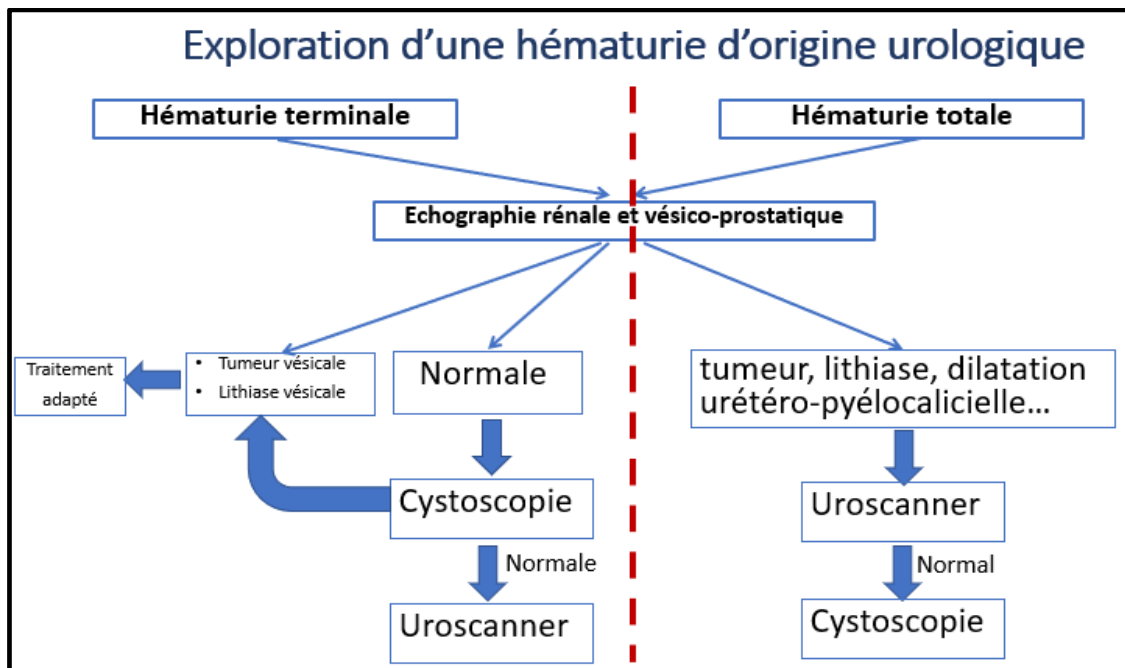 Exploration d'une hématurie d'origine urologique
Hématurie terminale
Hématurie totale
Echographie rénale et vésico-prostatique
Traitement
adapté
• Tumeur vésicale
• Lithiase vésicale
Normale
tumeur, lithiase, dilatation
urétéro-pyélocalicielle...
Cystoscopie
Uroscanner
Normale
Normal
Uroscanner
Cystoscopie